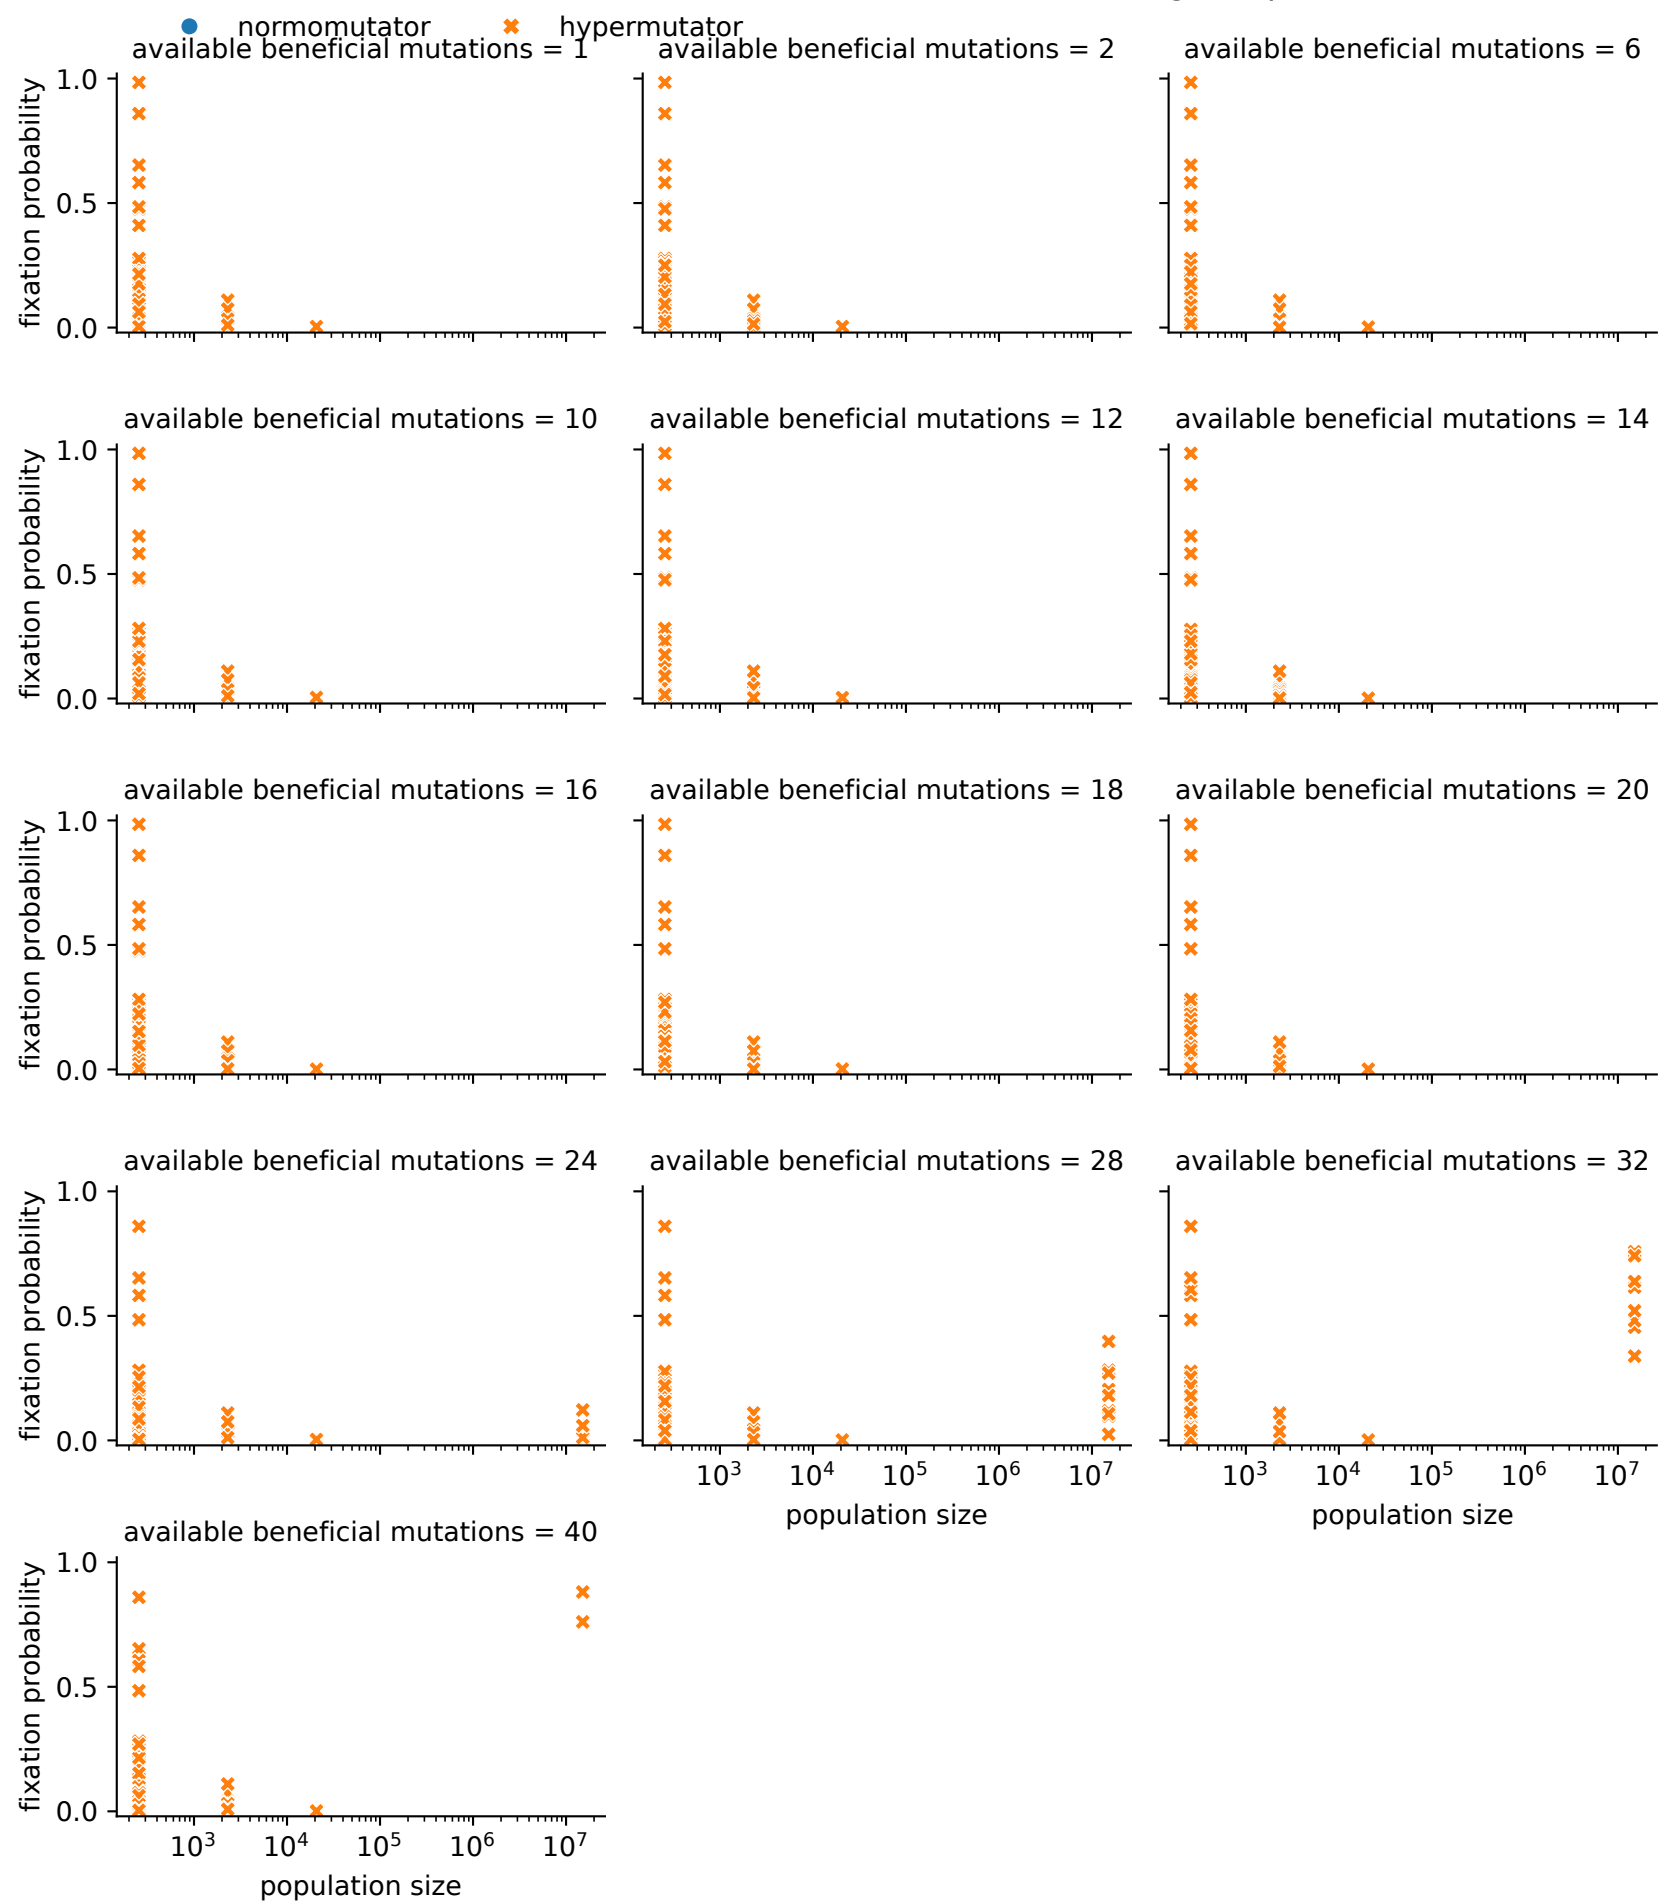 normomutator hypermutator
available beneficial mutations = 1 available beneficial mutations = 2 available beneficial mutations = 6
fixation probability
1.0
0.5
0.0
available beneficial mutations = 10 available beneficial mutations = 12 available beneficial mutations = 14
fixation probability
1.0
0.5
0.0
available beneficial mutations = 16 available beneficial mutations = 18 available beneficial mutations = 20
fixation probability
1.0
0.5
0.0
available beneficial mutations = 24 available beneficial mutations = 28 available beneficial mutations = 32
fixation probability
1.0
0.5
0.0
10³ 10⁴ 10⁵ 10⁶ 10⁷ 10³ 10⁴ 10⁵ 10⁶ 10⁷
population size population size
available beneficial mutations = 40
fixation probability
1.0
0.5
0.0
10³ 10⁴ 10⁵ 10⁶ 10⁷
population size